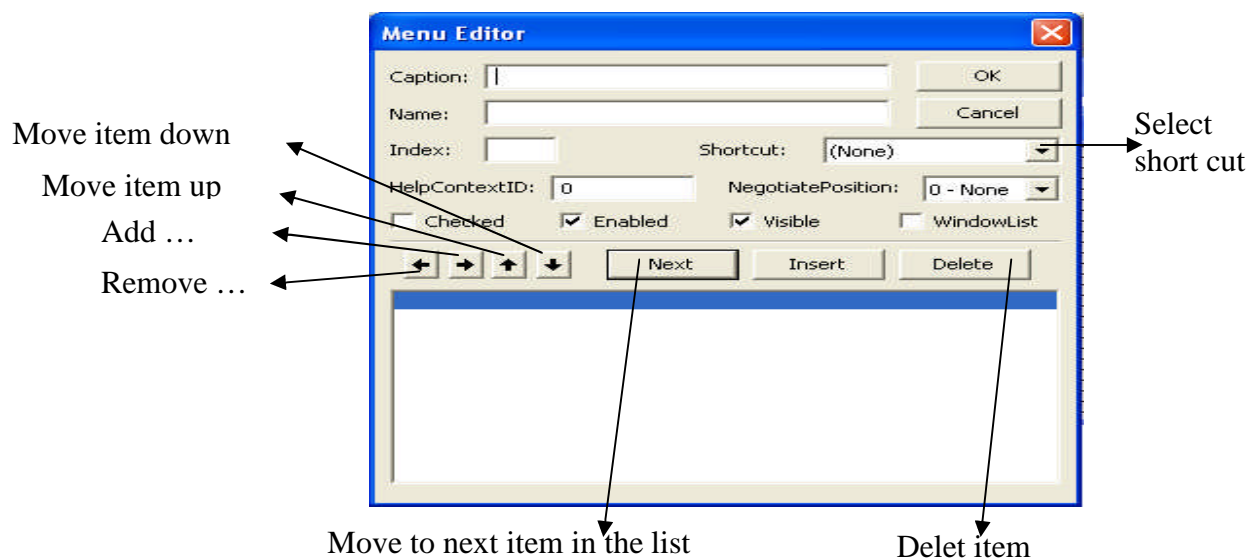 Menu Editor
Caption:
OK
Name:
Cancel
Move item down
Index:
Shortcut:
(None)
Select
short cut
Move item up
HelpContextID:
0
NegotiatePosition:
0 - None
Add …
Checked
Enabled
Visible
WindowList
Remove …
Next
Insert
Delete
Move to next item in the list
Delet item